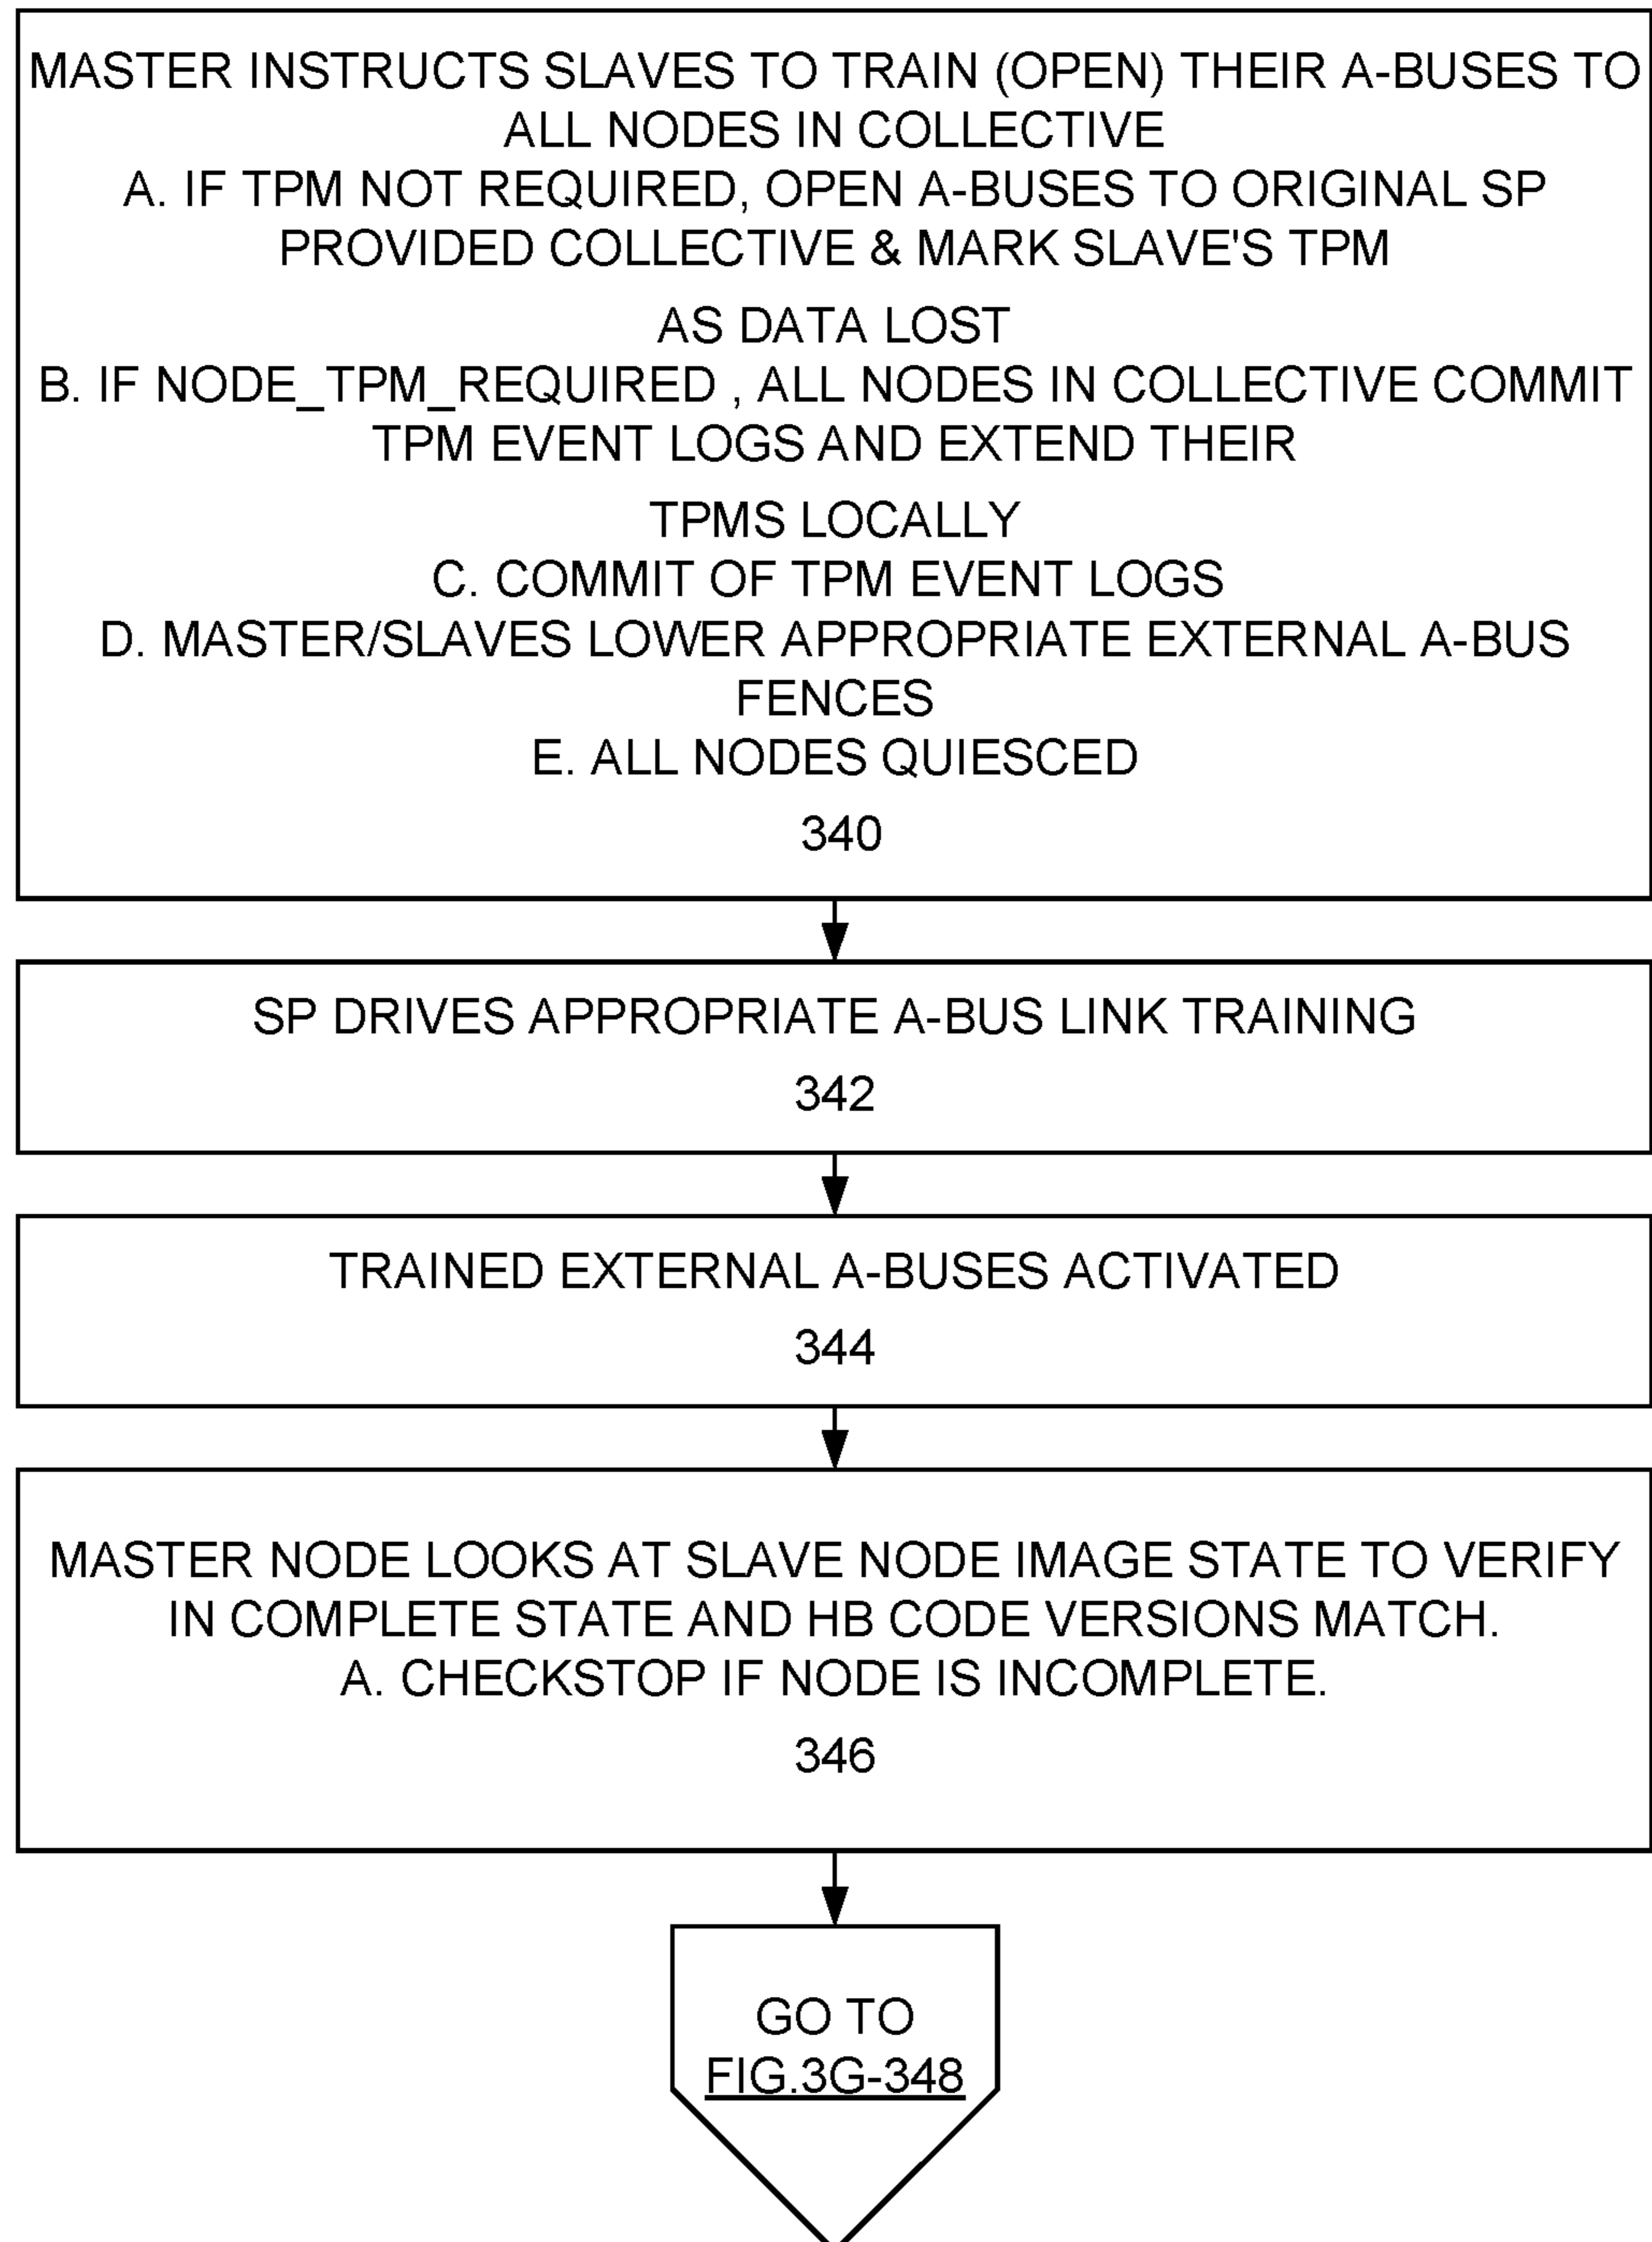 MASTER INSTRUCTS SLAVES TO TRAIN (OPEN) THEIR A-BUSES TO
ALL NODES IN COLLECTIVE
A. IF TPM NOT REQUIRED, OPEN A-BUSES TO ORIGINAL SP
PROVIDED COLLECTIVE & MARK SLAVE'S TPM
AS DATA LOST
B. IF NODE_TPM_REQUIRED , ALL NODES IN COLLECTIVE COMMIT
TPM EVENT LOGS AND EXTEND THEIR
TPMS LOCALLY
C. COMMIT OF TPM EVENT LOGS
D. MASTER/SLAVES LOWER APPROPRIATE EXTERNAL A-BUS
FENCES
E. ALL NODES QUIESCED
340
SP DRIVES APPROPRIATE A-BUS LINK TRAINING
342
TRAINED EXTERNAL A-BUSES ACTIVATED
344
MASTER NODE LOOKS AT SLAVE NODE IMAGE STATE TO VERIFY
IN COMPLETE STATE AND HB CODE VERSIONS MATCH.
A. CHECKSTOP IF NODE IS INCOMPLETE.
346
GO TO
FIG.3G-348